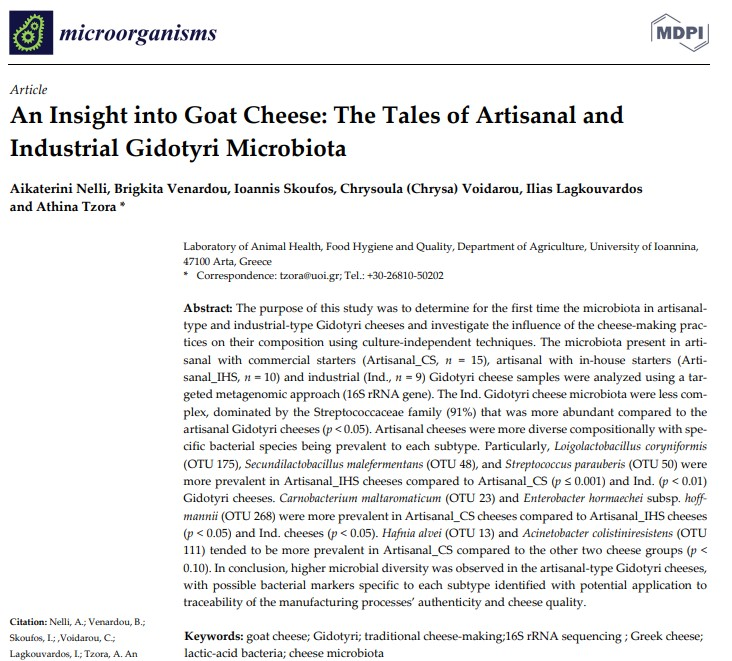 microorganisms
MDPI
Article
An Insight into Goat Cheese: The Tales of Artisanal and
Industrial Gidotyri Microbiota
Aikaterini Nelli, Brigkita Venardou, Ioannis Skoufos, Chrysoula (Chrysa) Voidarou, Ilias Lagkouvardos
and Athina Tzora *
Laboratory of Animal Health, Food Hygiene and Quality, Department of Agriculture, University of Ioannina,
47100 Arta, Greece
* Correspondence: tzora@uoi.gr; Tel.: +30-26810-50202
Abstract: The purpose of this study was to determine for the first time the microbiota in artisanal-
type and industrial-type Gidotyri cheeses and investigate the influence of the cheese-making prac-
tices on their composition using culture-independent techniques. The microbiota present in arti-
sanal with commercial starters (Artisanal_CS, n = 15), artisanal with in-house starters (Arti-
sanal_IHS, n = 10) and industrial (Ind., n = 9) Gidotyri cheese samples were analyzed using a tar-
geted metagenomic approach (16S rRNA gene). The Ind. Gidotyri cheese microbiota were less com-
plex, dominated by the Streptococcaceae family (91%) that was more abundant compared to the
artisanal Gidotyri cheeses (p < 0.05). Artisanal cheeses were more diverse compositionally with spe-
cific bacterial species being prevalent to each subtype. Particularly, Loigolactobacillus coryniformis
(OTU 175), Secundilactobacillus malefermentans (OTU 48), and Streptococcus parauberis (OTU 50) were
more prevalent in Artisanal_IHS cheeses compared to Artisanal_CS (p ≤ 0.001) and Ind. (p < 0.01)
Gidotyri cheeses. Carnobacterium maltaromaticum (OTU 23) and Enterobacter hormaechei subsp. hoff-
mannii (OTU 268) were more prevalent in Artisanal_CS cheeses compared to Artisanal_IHS cheeses
(p < 0.05) and Ind. cheeses (p < 0.05). Hafnia alvei (OTU 13) and Acinetobacter colistiniresistens (OTU
111) tended to be more prevalent in Artisanal_CS compared to the other two cheese groups (p <
0.10). In conclusion, higher microbial diversity was observed in the artisanal-type Gidotyri cheeses,
with possible bacterial markers specific to each subtype identified with potential application to
traceability of the manufacturing processes’ authenticity and cheese quality.
Keywords: goat cheese; Gidotyri; traditional cheese-making;16S rRNA sequencing ; Greek cheese;
lactic-acid bacteria; cheese microbiota
Citation: Nelli, A.; Venardou, B.;
Skoufos, I.; ,Voidarou, C.;
Lagkouvardos, I.; Tzora, A. An